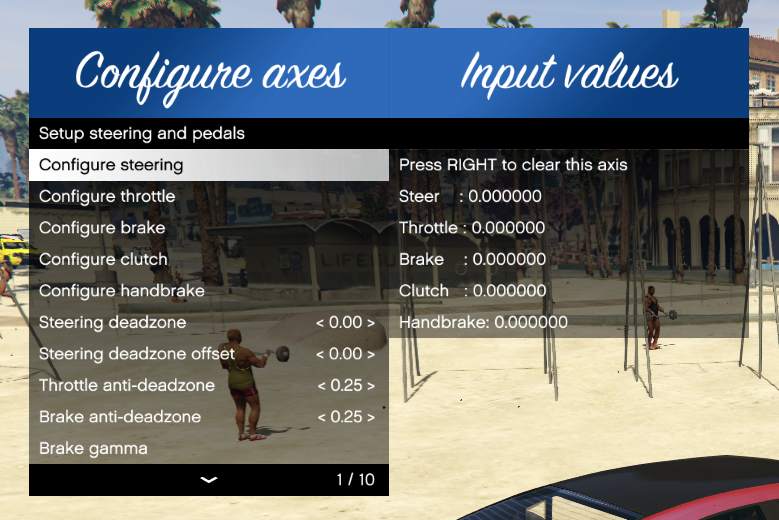 Configure axes
Input values
Setup steering and pedals
Configure steering
Press RIGHT to clear this axis
Configure throttle
Steer : 0.000000
Configure brake
Throttle : 0.000000
Configure clutch
Brake : 0.000000
Configure handbrake
Clutch : 0.000000
Steering deadzone < 0.00 >
Handbrake: 0.000000
Steering deadzone offset < 0.00 >
Throttle anti-deadzone < 0.25 >
Brake anti-deadzone < 0.25 >
Brake gamma
1 / 10